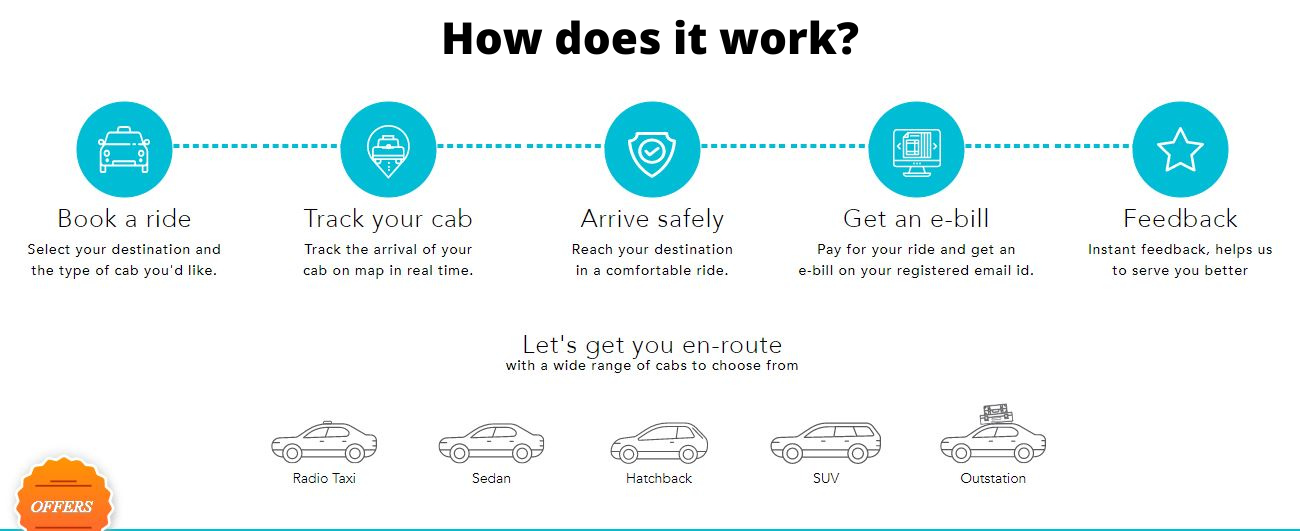 How does it work?
Book a ride
Select your destination and
the type of cab you'd like.
Track your cab
Track the arrival of your
cab on map in real time.
Arrive safely
Reach your destination
in a comfortable ride.
Get an e-bill
Pay for your ride and get an
e-bill on your registered email id.
Feedback
Instant feedback, helps us
to serve you better
Let's get you en-route
with a wide range of cabs to choose from
Radio Taxi
Sedan
Hatchback
SUV
Outstation
OFFERS